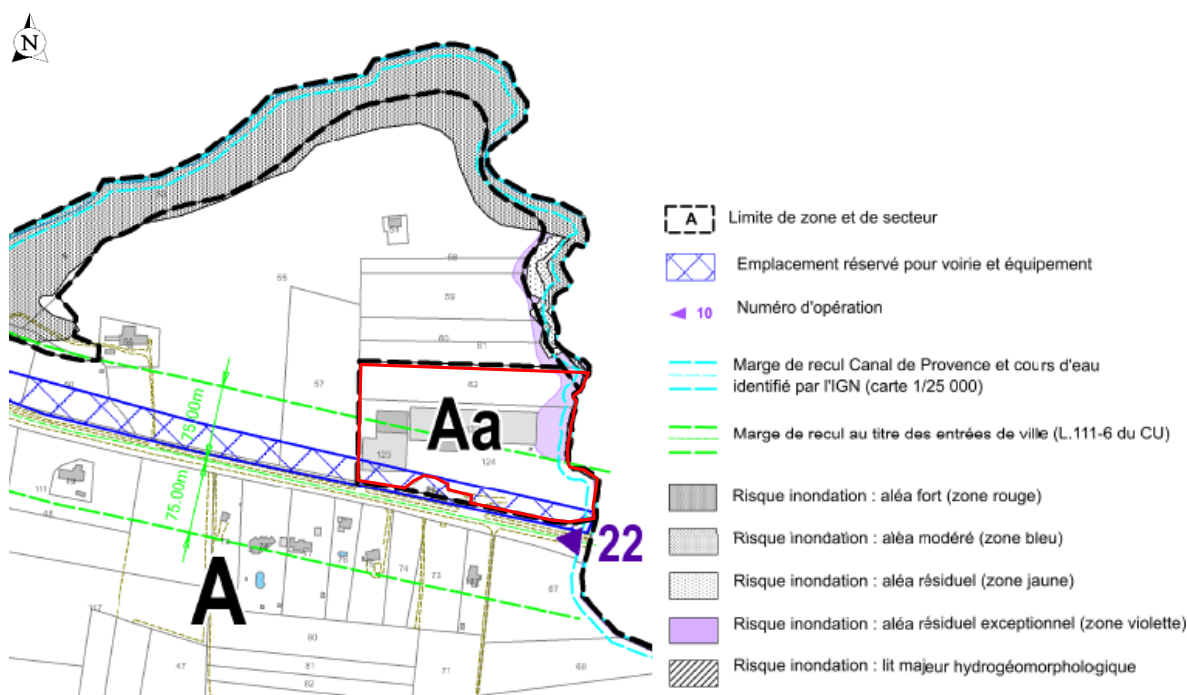 N
51
58
59
55
60
61
57
62
Aa
123
124
75.00m
75.00m
22
A
111
74
73
67
80
47
81
71
68
82
A
Limite de zone et de secteur
Emplacement réservé pour voirie et équipement
10
Numéro d'opération
Marge de recul Canal de Provence et cours d'eau
identifié par l'IGN (carte 1/25 000)
Marge de recul au titre des entrées de ville (L.111-6 du CU)
Risque inondation : aléa fort (zone rouge)
Risque inondation : aléa modéré (zone bleu)
Risque inondation : aléa résiduel (zone jaune)
Risque inondation : aléa résiduel exceptionnel (zone violette)
Risque inondation : lit majeur hydrogéomorphologique